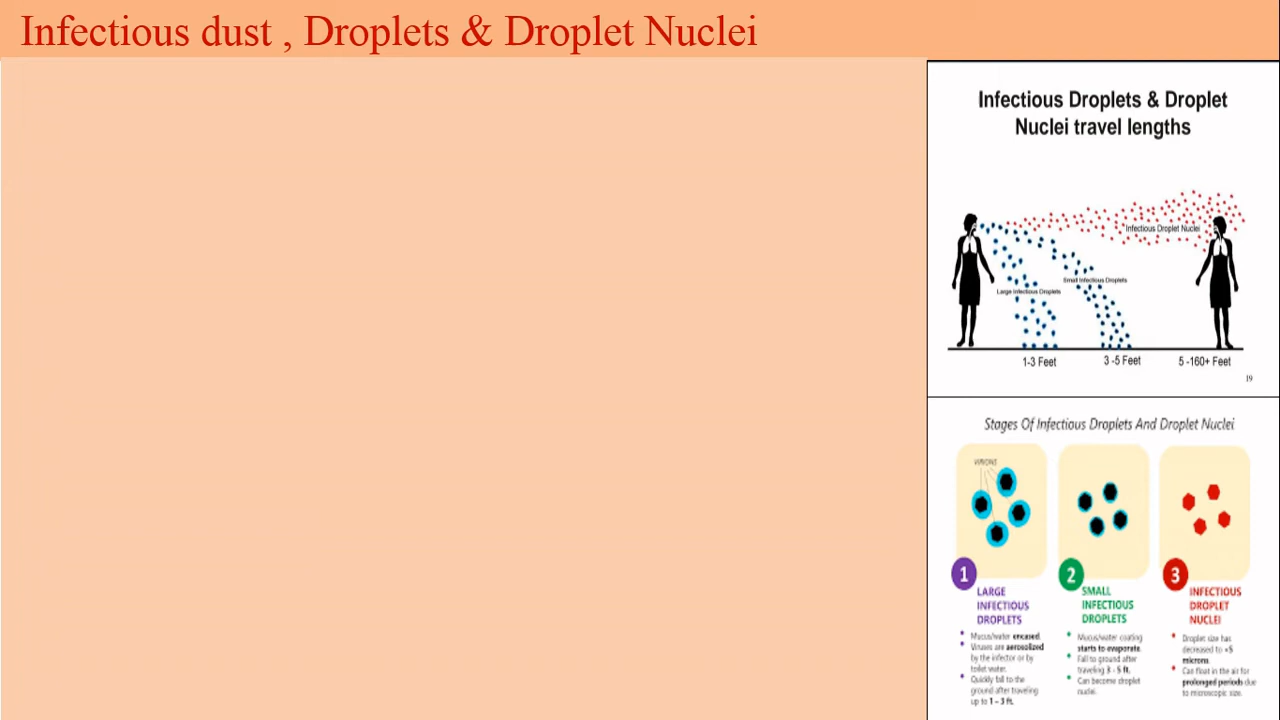 Infectious dust , Droplets & Droplet Nuclei
Infectious Droplets & Droplet
Nuclei travel lengths
Infectious Droplet Nuclei
Small Infectious Droplets
Large Infectious Droplets
1-3 Feet
3 -5 Feet
5 -160+ Feet
19
Stages Of Infectious Droplets And Droplet Nuclei
VIRIONS
1
LARGE
INFECTIOUS
DROPLETS
Mucus/water encased.
Viruses are aerosolized
by the infector or by
toilet water.
Quickly fall to the
ground after traveling
up to 1 – 3 ft.
2
SMALL
INFECTIOUS
DROPLETS
Mucus/water coating
starts to evaporate.
Fall to ground after
traveling 3 - 5 ft.
Can become droplet
nuclei.
3
INFECTIOUS
DROPLET
NUCLEI
Droplet size has
decreased to <5
microns.
Can float in the air for
prolonged periods due
to microscopic size.